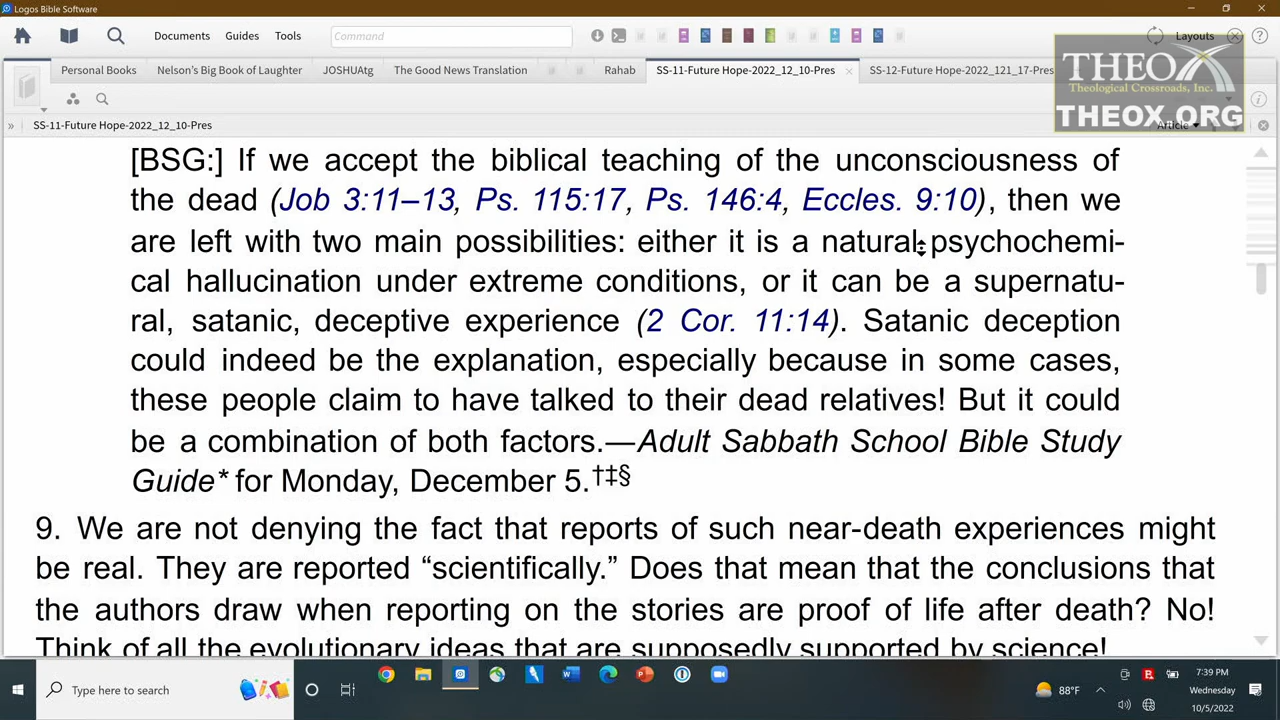 Logos Bible Software
Documents Guides Tools Command Layouts
THEOX
Theological Crossroads, Inc.
THEOX.ORG
Personal Books Nelson's Big Book of Laughter JOSHUAtg The Good News Translation Rahab SS-11-Future Hope-2022_12_10-Pres SS-12-Future Hope-2022_121_17-Pres
SS-11-Future Hope-2022_12_10-Pres Article
[BSG:] If we accept the biblical teaching of the unconsciousness of
the dead (Job 3:11–13, Ps. 115:17, Ps. 146:4, Eccles. 9:10), then we
are left with two main possibilities: either it is a natural psychochemi-
cal hallucination under extreme conditions, or it can be a supernatu-
ral, satanic, deceptive experience (2 Cor. 11:14). Satanic deception
could indeed be the explanation, especially because in some cases,
these people claim to have talked to their dead relatives! But it could
be a combination of both factors.—Adult Sabbath School Bible Study
Guide* for Monday, December 5.†‡§
9. We are not denying the fact that reports of such near-death experiences might
be real. They are reported “scientifically.” Does that mean that the conclusions that
the authors draw when reporting on the stories are proof of life after death? No!
Think of all the evolutionary ideas that are supposedly supported by science!
Type here to search
88°F
7:39 PM
Wednesday
10/5/2022